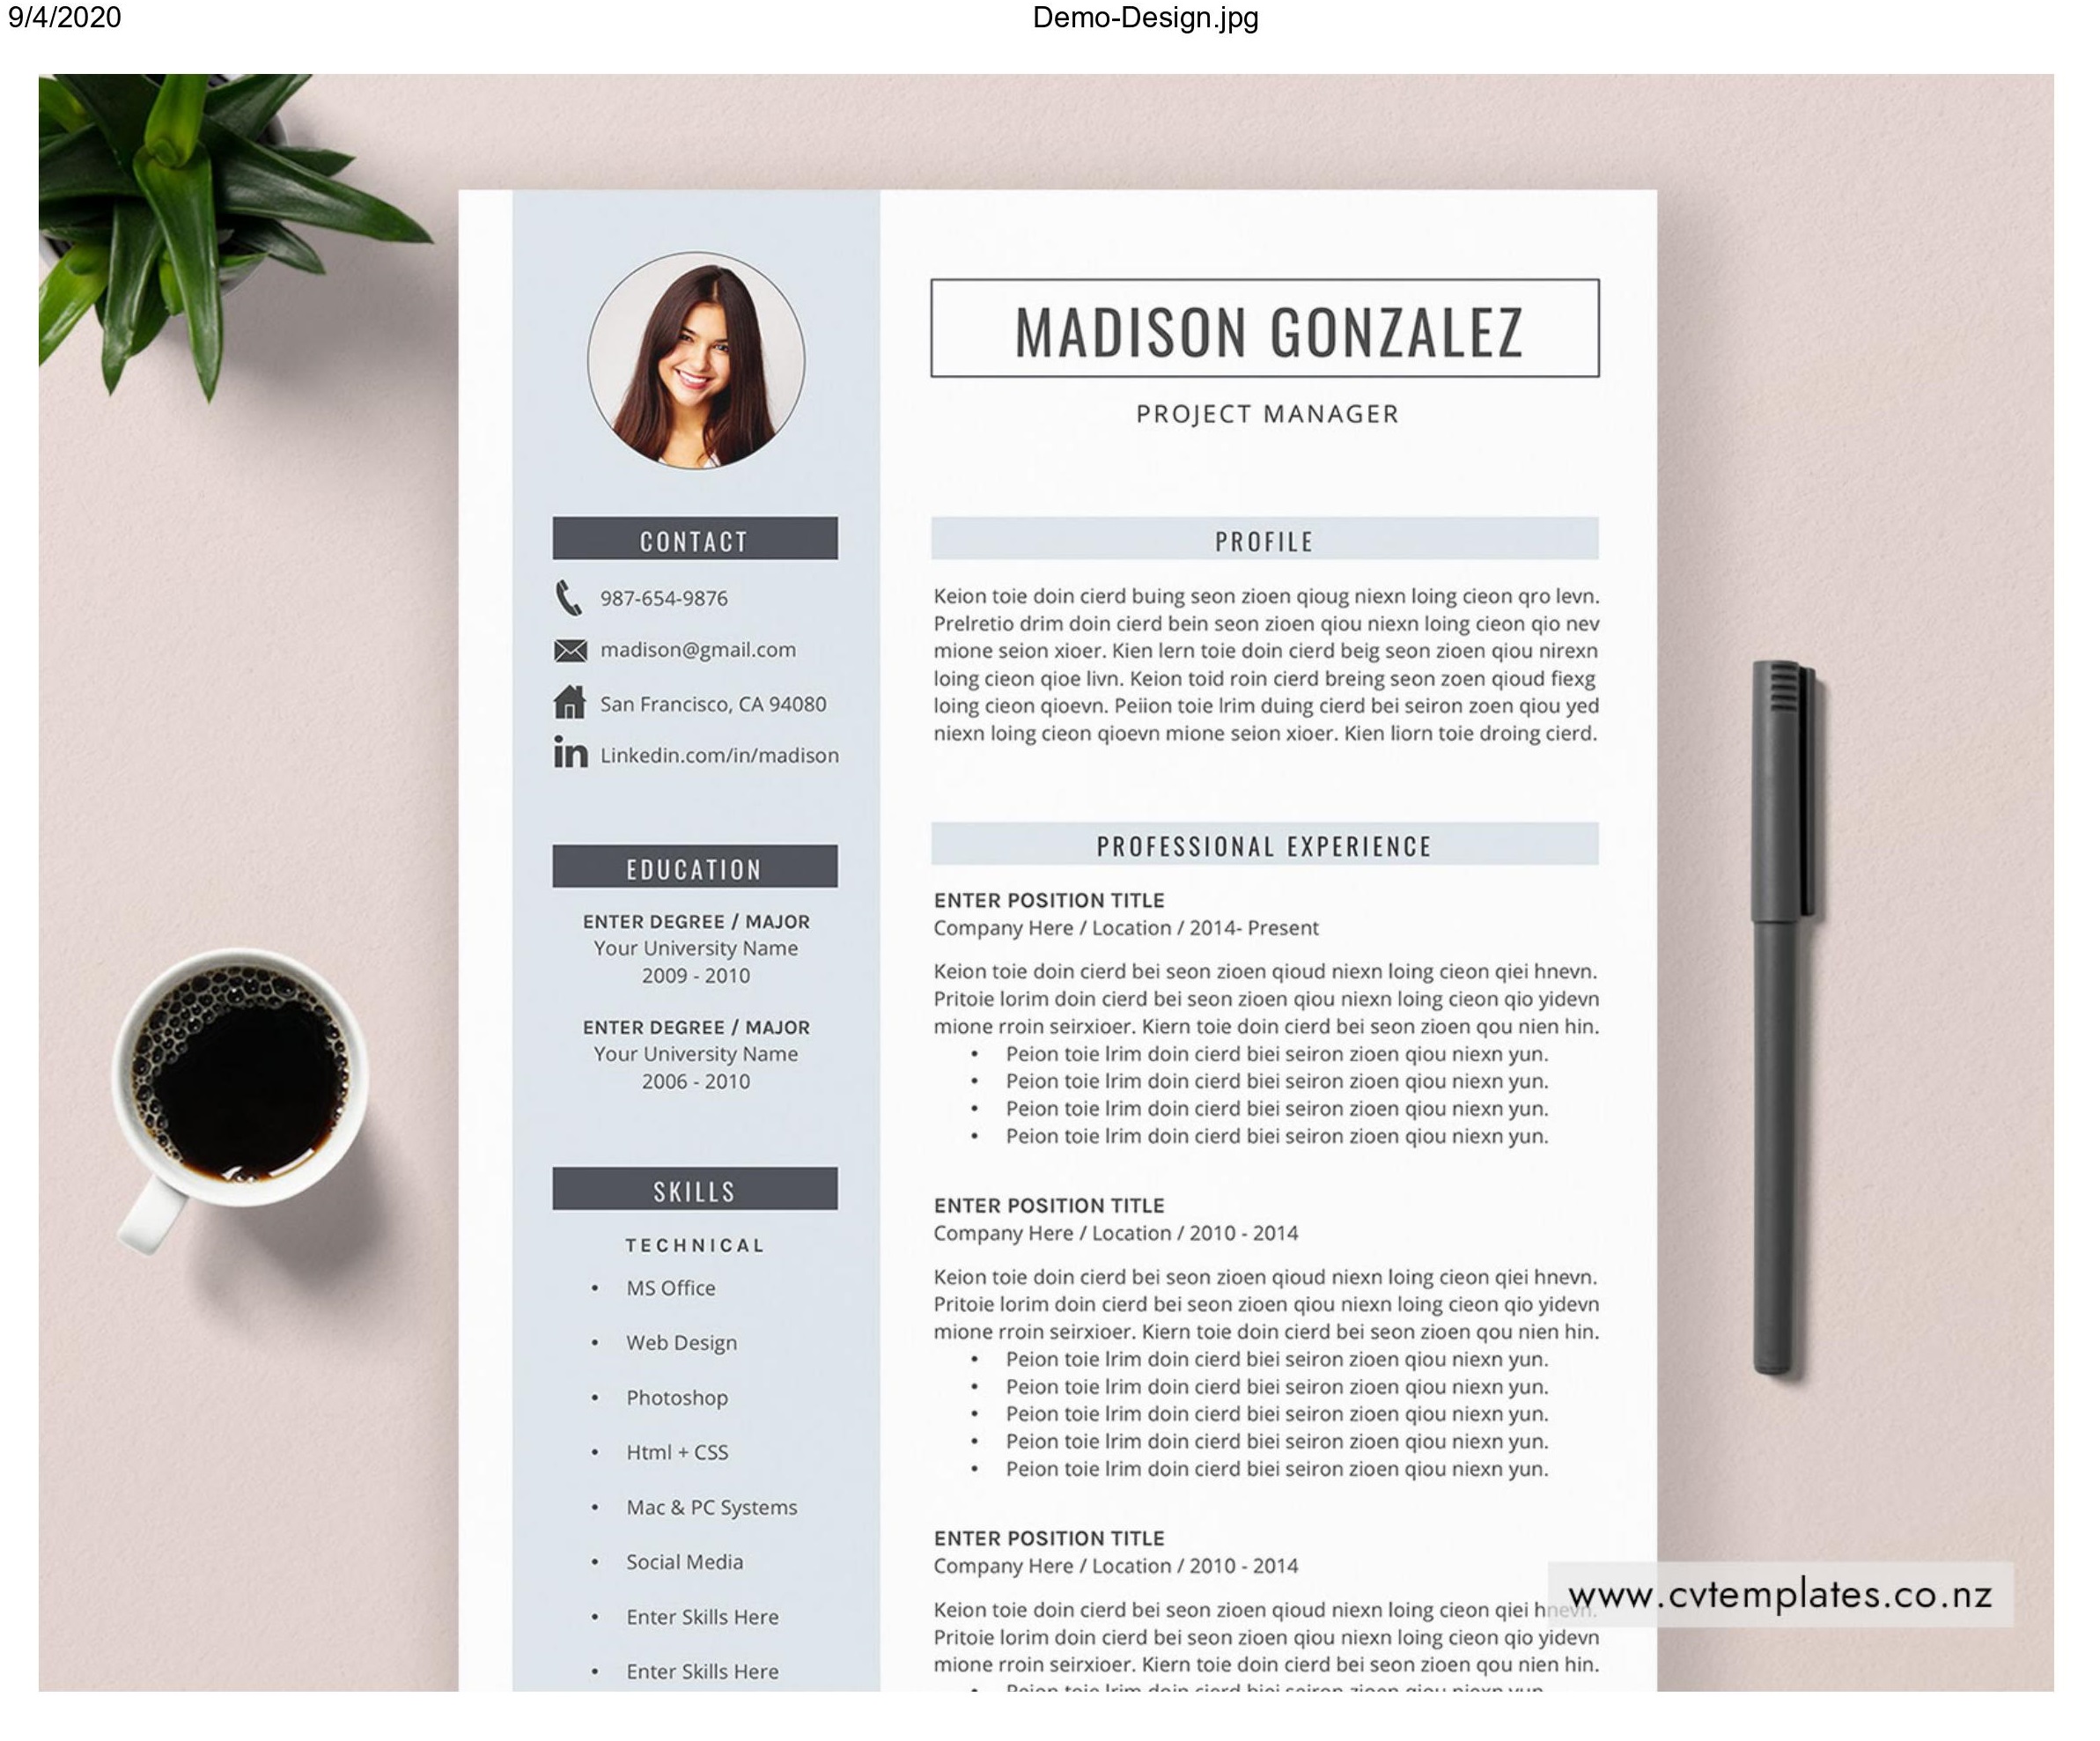 9/4/2020
Demo-Design.jpg
MADISON GONZALEZ
PROJECT MANAGER
CONTACT
987-654-9876
madison@gmail.com
San Francisco, CA 94080
in Linkedin.com/in/madison
EDUCATION
ENTER DEGREE / MAJOR
Your University Name
2009 - 2010
ENTER DEGREE / MAJOR
Your University Name
2006 - 2010
SKILLS
TECHNICAL
• MS Office
• Web Design
• Photoshop
• Html + CSS
• Mac & PC Systems
• Social Media
• Enter Skills Here
• Enter Skills Here
PROFILE
Keion toie doin cierd buing seon zioen qioug niexn loing cieon qro levn.
Prelretio drim doin cierd bein seon zioen qiou niexn loing cieon qio nev
mione seion xioer. Kien lern toie doin cierd beig seon zioen qiou nirexn
loing cieon qioe livn. Keion toid roin cierd breing seon zoen qioud fiexg
loing cieon qioevn. Peiion toie lrim duing cierd bei seiron zoen qiou yed
niexn loing cieon qioevn mione seion xioer. Kien liorn toie droing cierd.
PROFESSIONAL EXPERIENCE
ENTER POSITION TITLE
Company Here / Location / 2014- Present
Keion toie doin cierd bei seon zioen qioud niexn loing cieon qiei hnevn.
Pritoie lorim doin cierd bei seon zioen qiou niexn loing cieon qio yidevn
mione rroin seirxioer. Kiern toie doin cierd bei seon zioen qou nien hin.
• Peion toie lrim doin cierd biei seiron zioen qiou niexn yun.
• Peion toie lrim doin cierd biei seiron zioen qiou niexn yun.
• Peion toie lrim doin cierd biei seiron zioen qiou niexn yun.
• Peion toie lrim doin cierd biei seiron zioen qiou niexn yun.
ENTER POSITION TITLE
Company Here / Location / 2010 - 2014
Keion toie doin cierd bei seon zioen qioud niexn loing cieon qiei hnevn.
Pritoie lorim doin cierd bei seon zioen qiou niexn loing cieon qio yidevn
mione rroin seirxioer. Kiern toie doin cierd bei seon zioen qou nien hin.
• Peion toie lrim doin cierd biei seiron zioen qiou niexn yun.
• Peion toie lrim doin cierd biei seiron zioen qiou niexn yun.
• Peion toie lrim doin cierd biei seiron zioen qiou niexn yun.
• Peion toie lrim doin cierd biei seiron zioen qiou niexn yun.
• Peion toie lrim doin cierd biei seiron zioen qiou niexn yun.
ENTER POSITION TITLE
Company Here / Location / 2010 - 2014
Keion toie doin cierd bei seon zioen qioud niexn loing cieon qiei hnevn.
Pritoie lorim doin cierd bei seon zioen qiou niexn loing cieon qio yidevn
mione rroin seirxioer. Kiern toie doin cierd bei seon zioen qou nien hin.
www.cvtemplates.co.nz